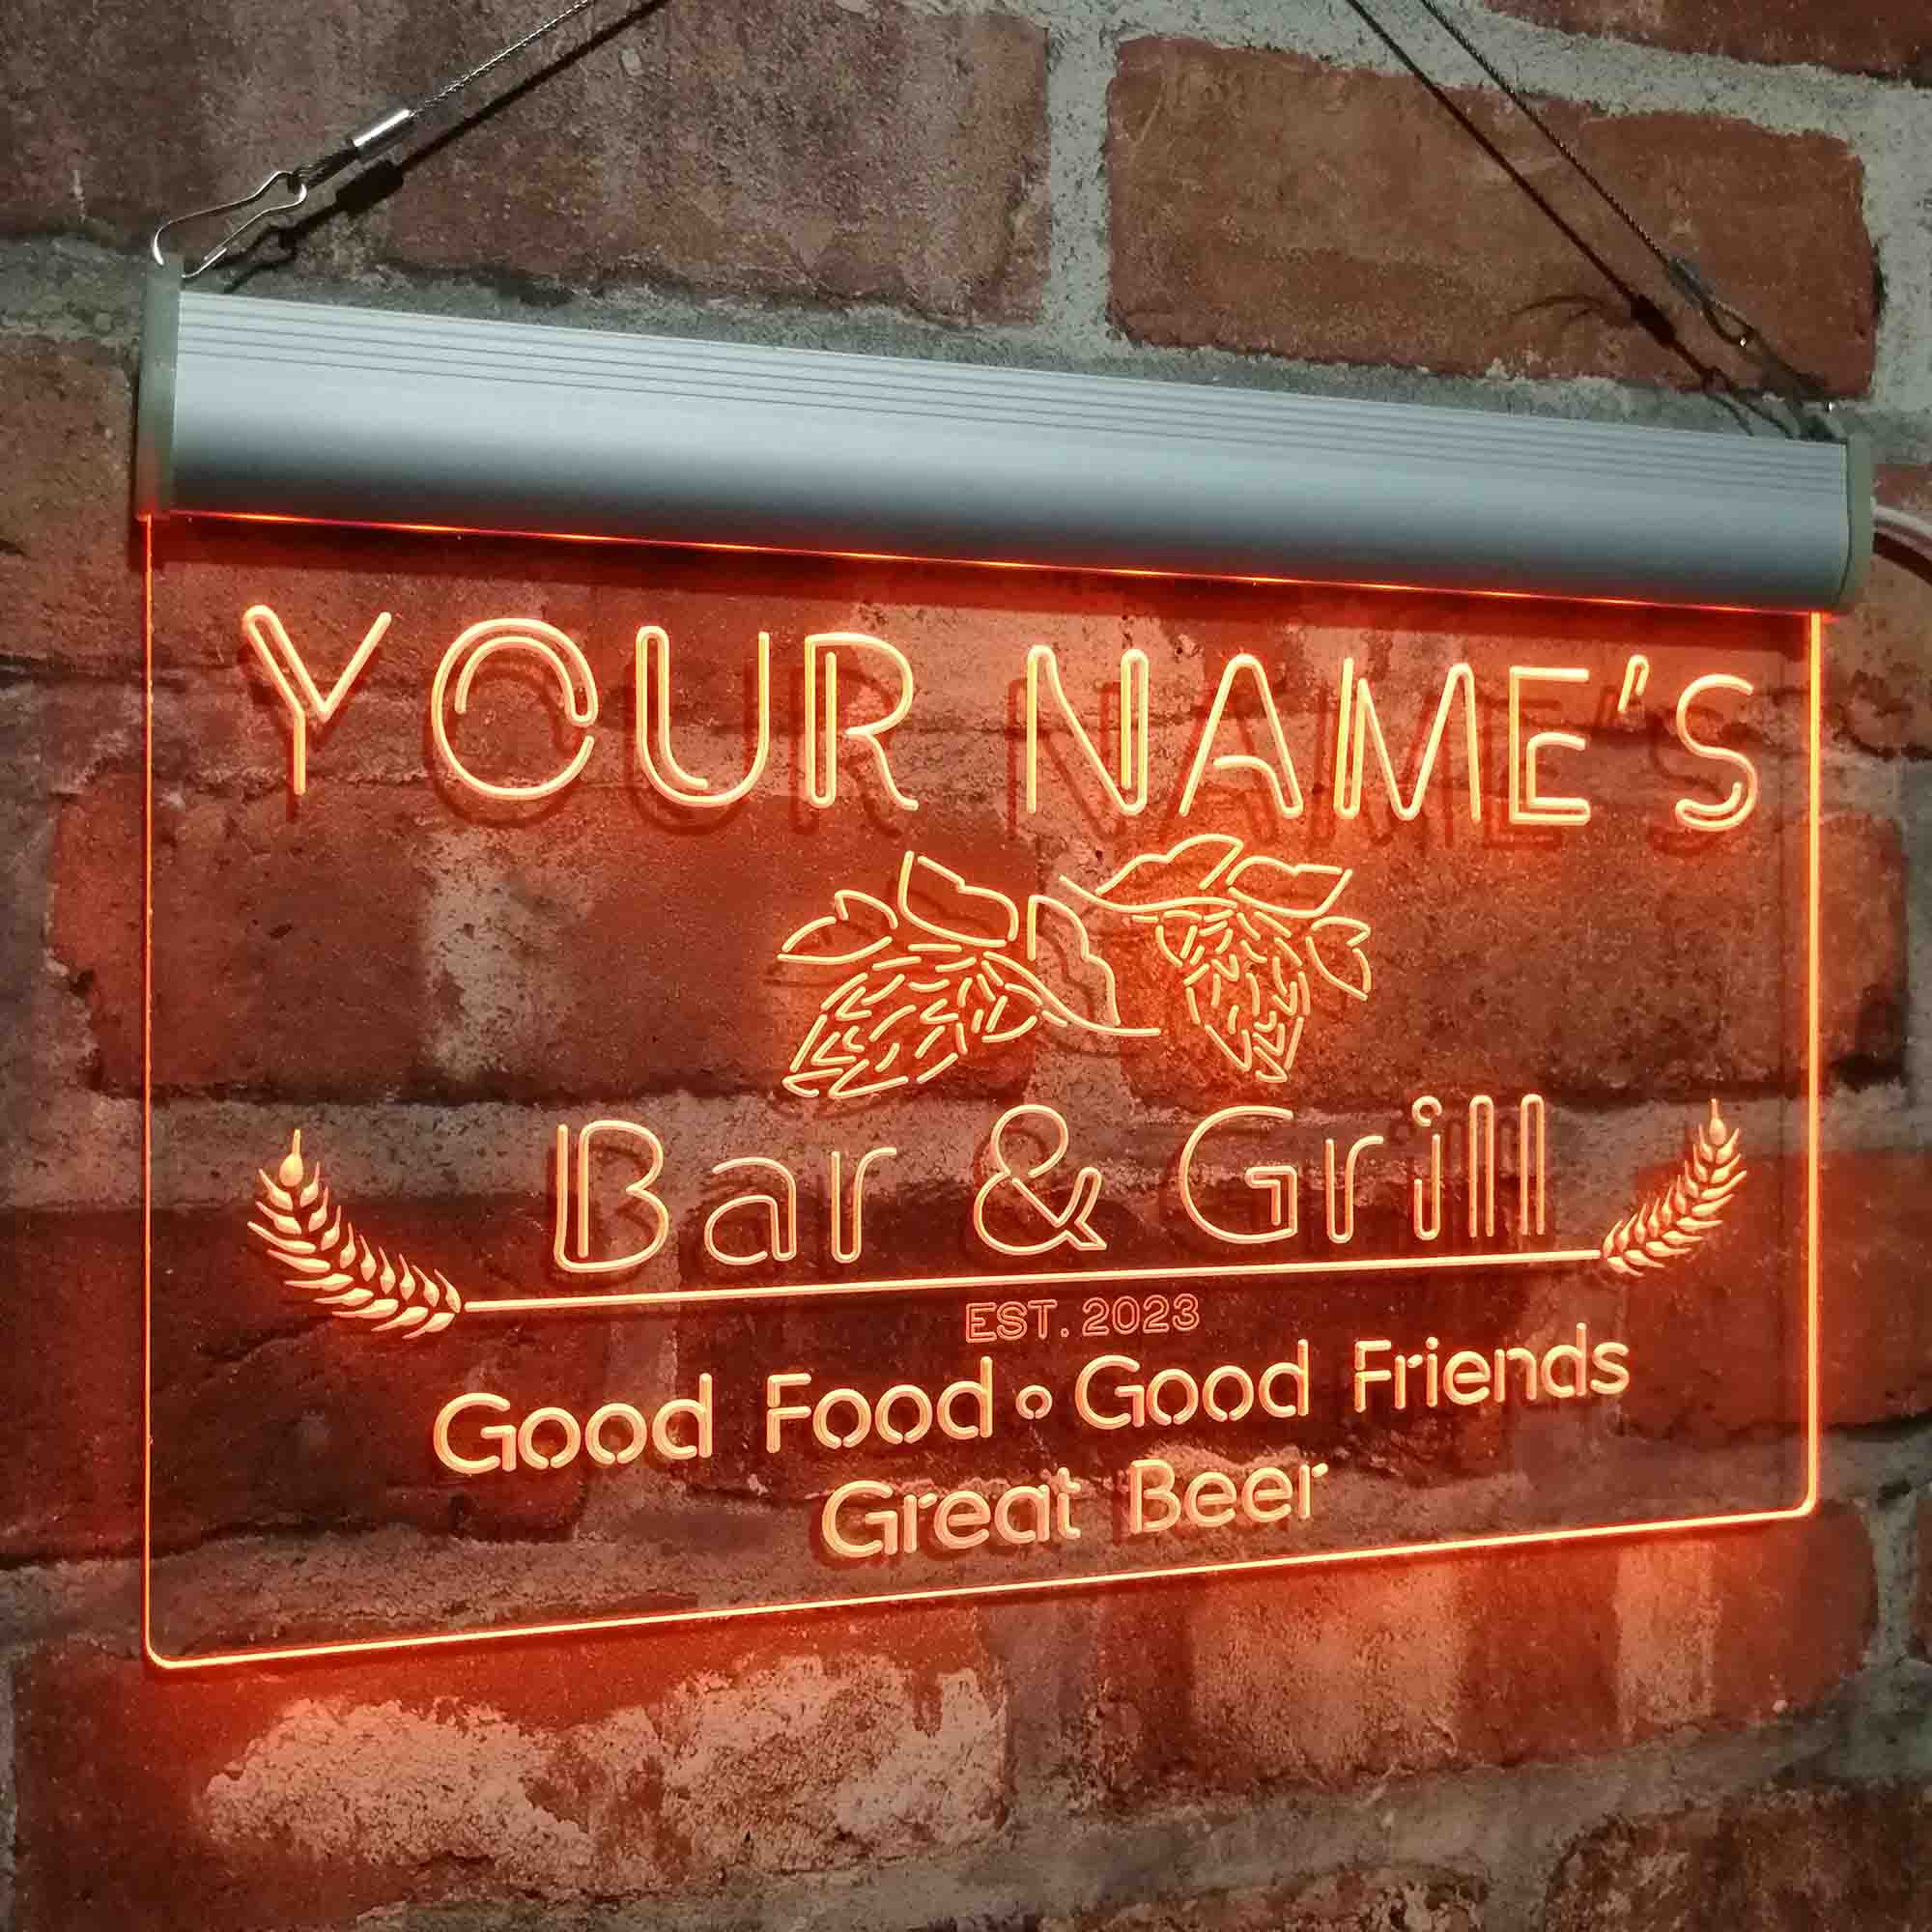 YOUR NAME'S
Bar & Grill
EST. 2023
Good Food • Good Friends
Great Beer